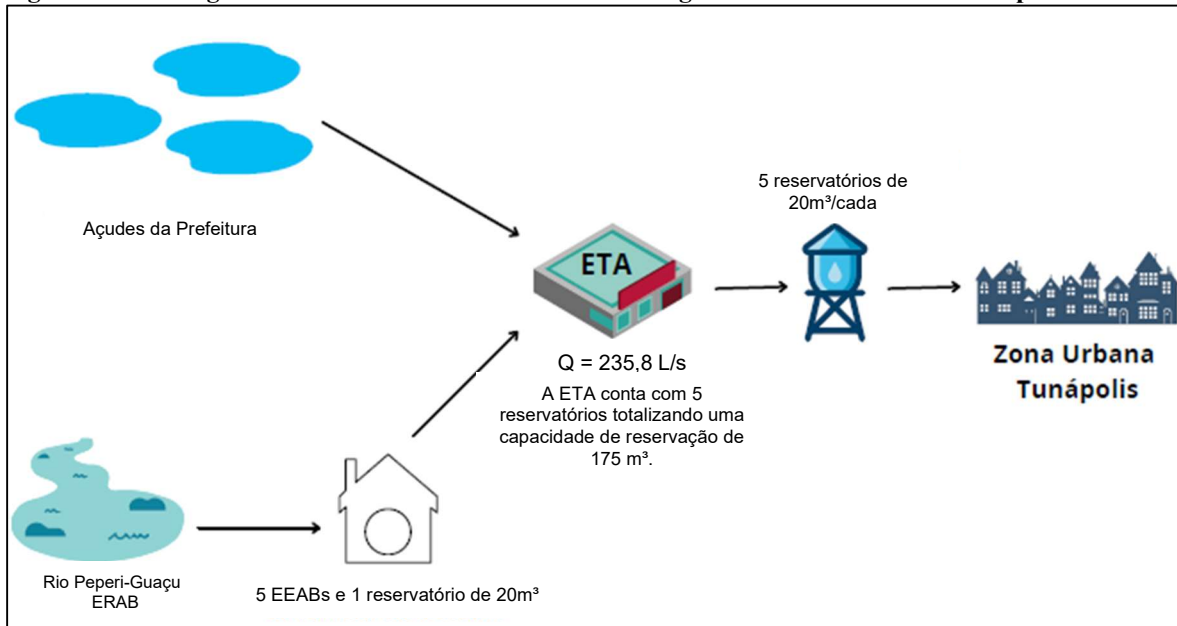 Açudes da Prefeitura
5 reservatórios de
20m³/cada
ETA
Q = 235,8 L/s
A ETA conta com 5
reservatórios totalizando uma
capacidade de reservação de
175 m³.
Zona Urbana
Tunápolis
Rio Peperi-Guaçu
ERAB
5 EEABs e 1 reservatório de 20m³